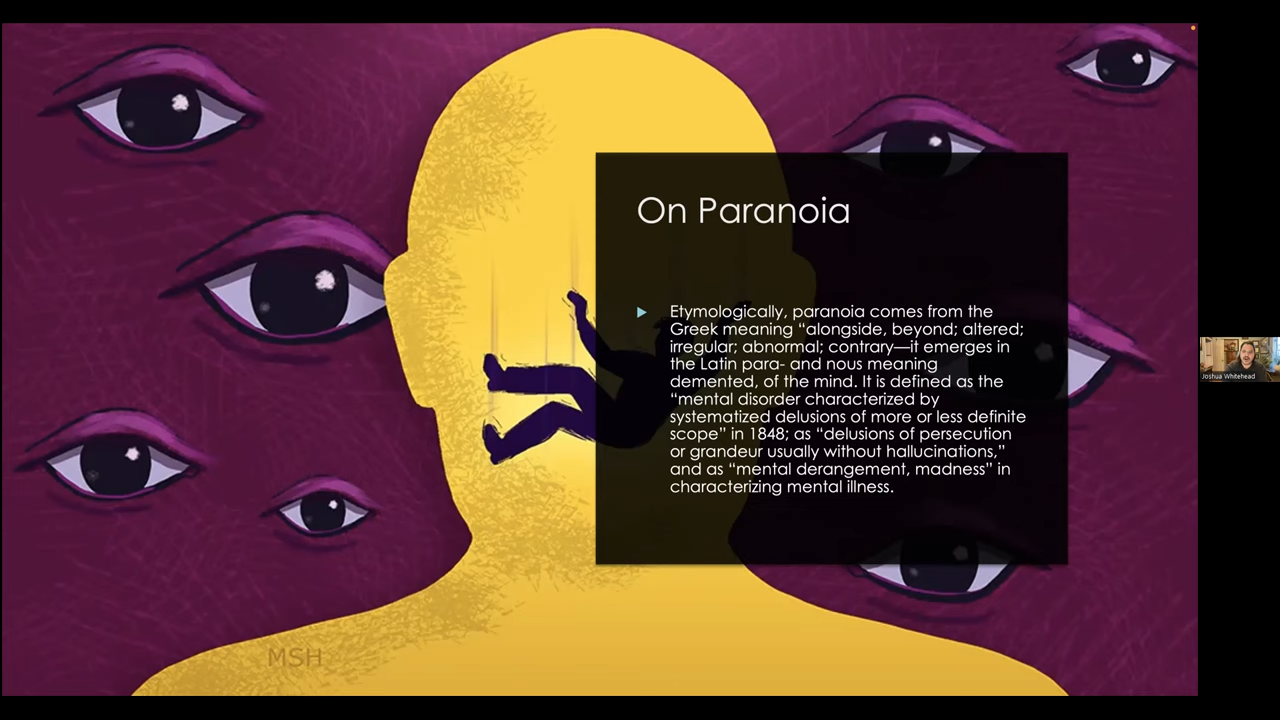 On Paranoia
Etymologically, paranoia comes from the
Greek meaning “alongside, beyond; altered;
irregular; abnormal; contrary—it emerges in
the Latin para- and nous meaning
demented, of the mind. It is defined as the
“mental disorder characterized by
systematized delusions of more or less definite
scope” in 1848; as “delusions of persecution
or grandeur usually without hallucinations,”
and as “mental derangement, madness” in
characterizing mental illness.
Joshua Whitehead
MSH